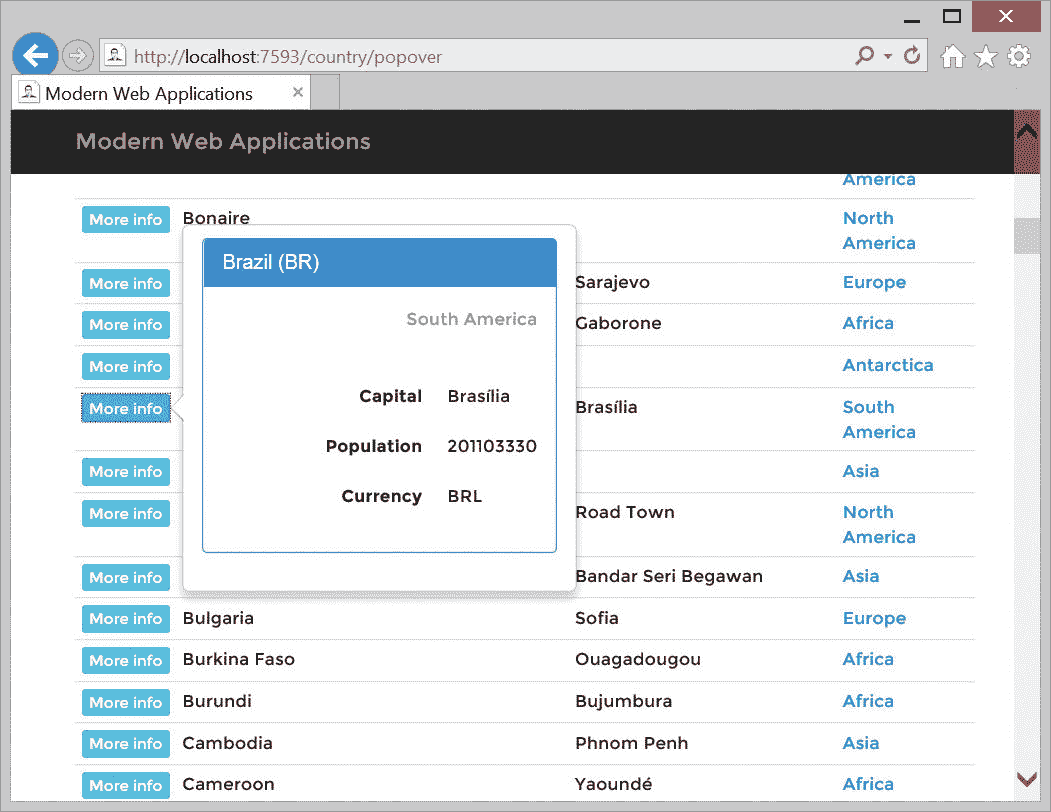 http://localhost:7593/country/popover
Modern Web Applications
Modern Web Applications
America
More info Bonaire North
America
Brazil (BR)
More info Sarajevo Europe
South America
More info Gaborone Africa
More info Antarctica
Capital Brasília
More info Brasília South
America
Population 201103330
More info Asia
Currency BRL
More info Road Town North
America
More info Bandar Seri Begawan Asia
More info Bulgaria Sofia Europe
More info Burkina Faso Ouagadougou Africa
More info Burundi Bujumbura Africa
More info Cambodia Phnom Penh Asia
More info Cameroon Yaoundé Africa